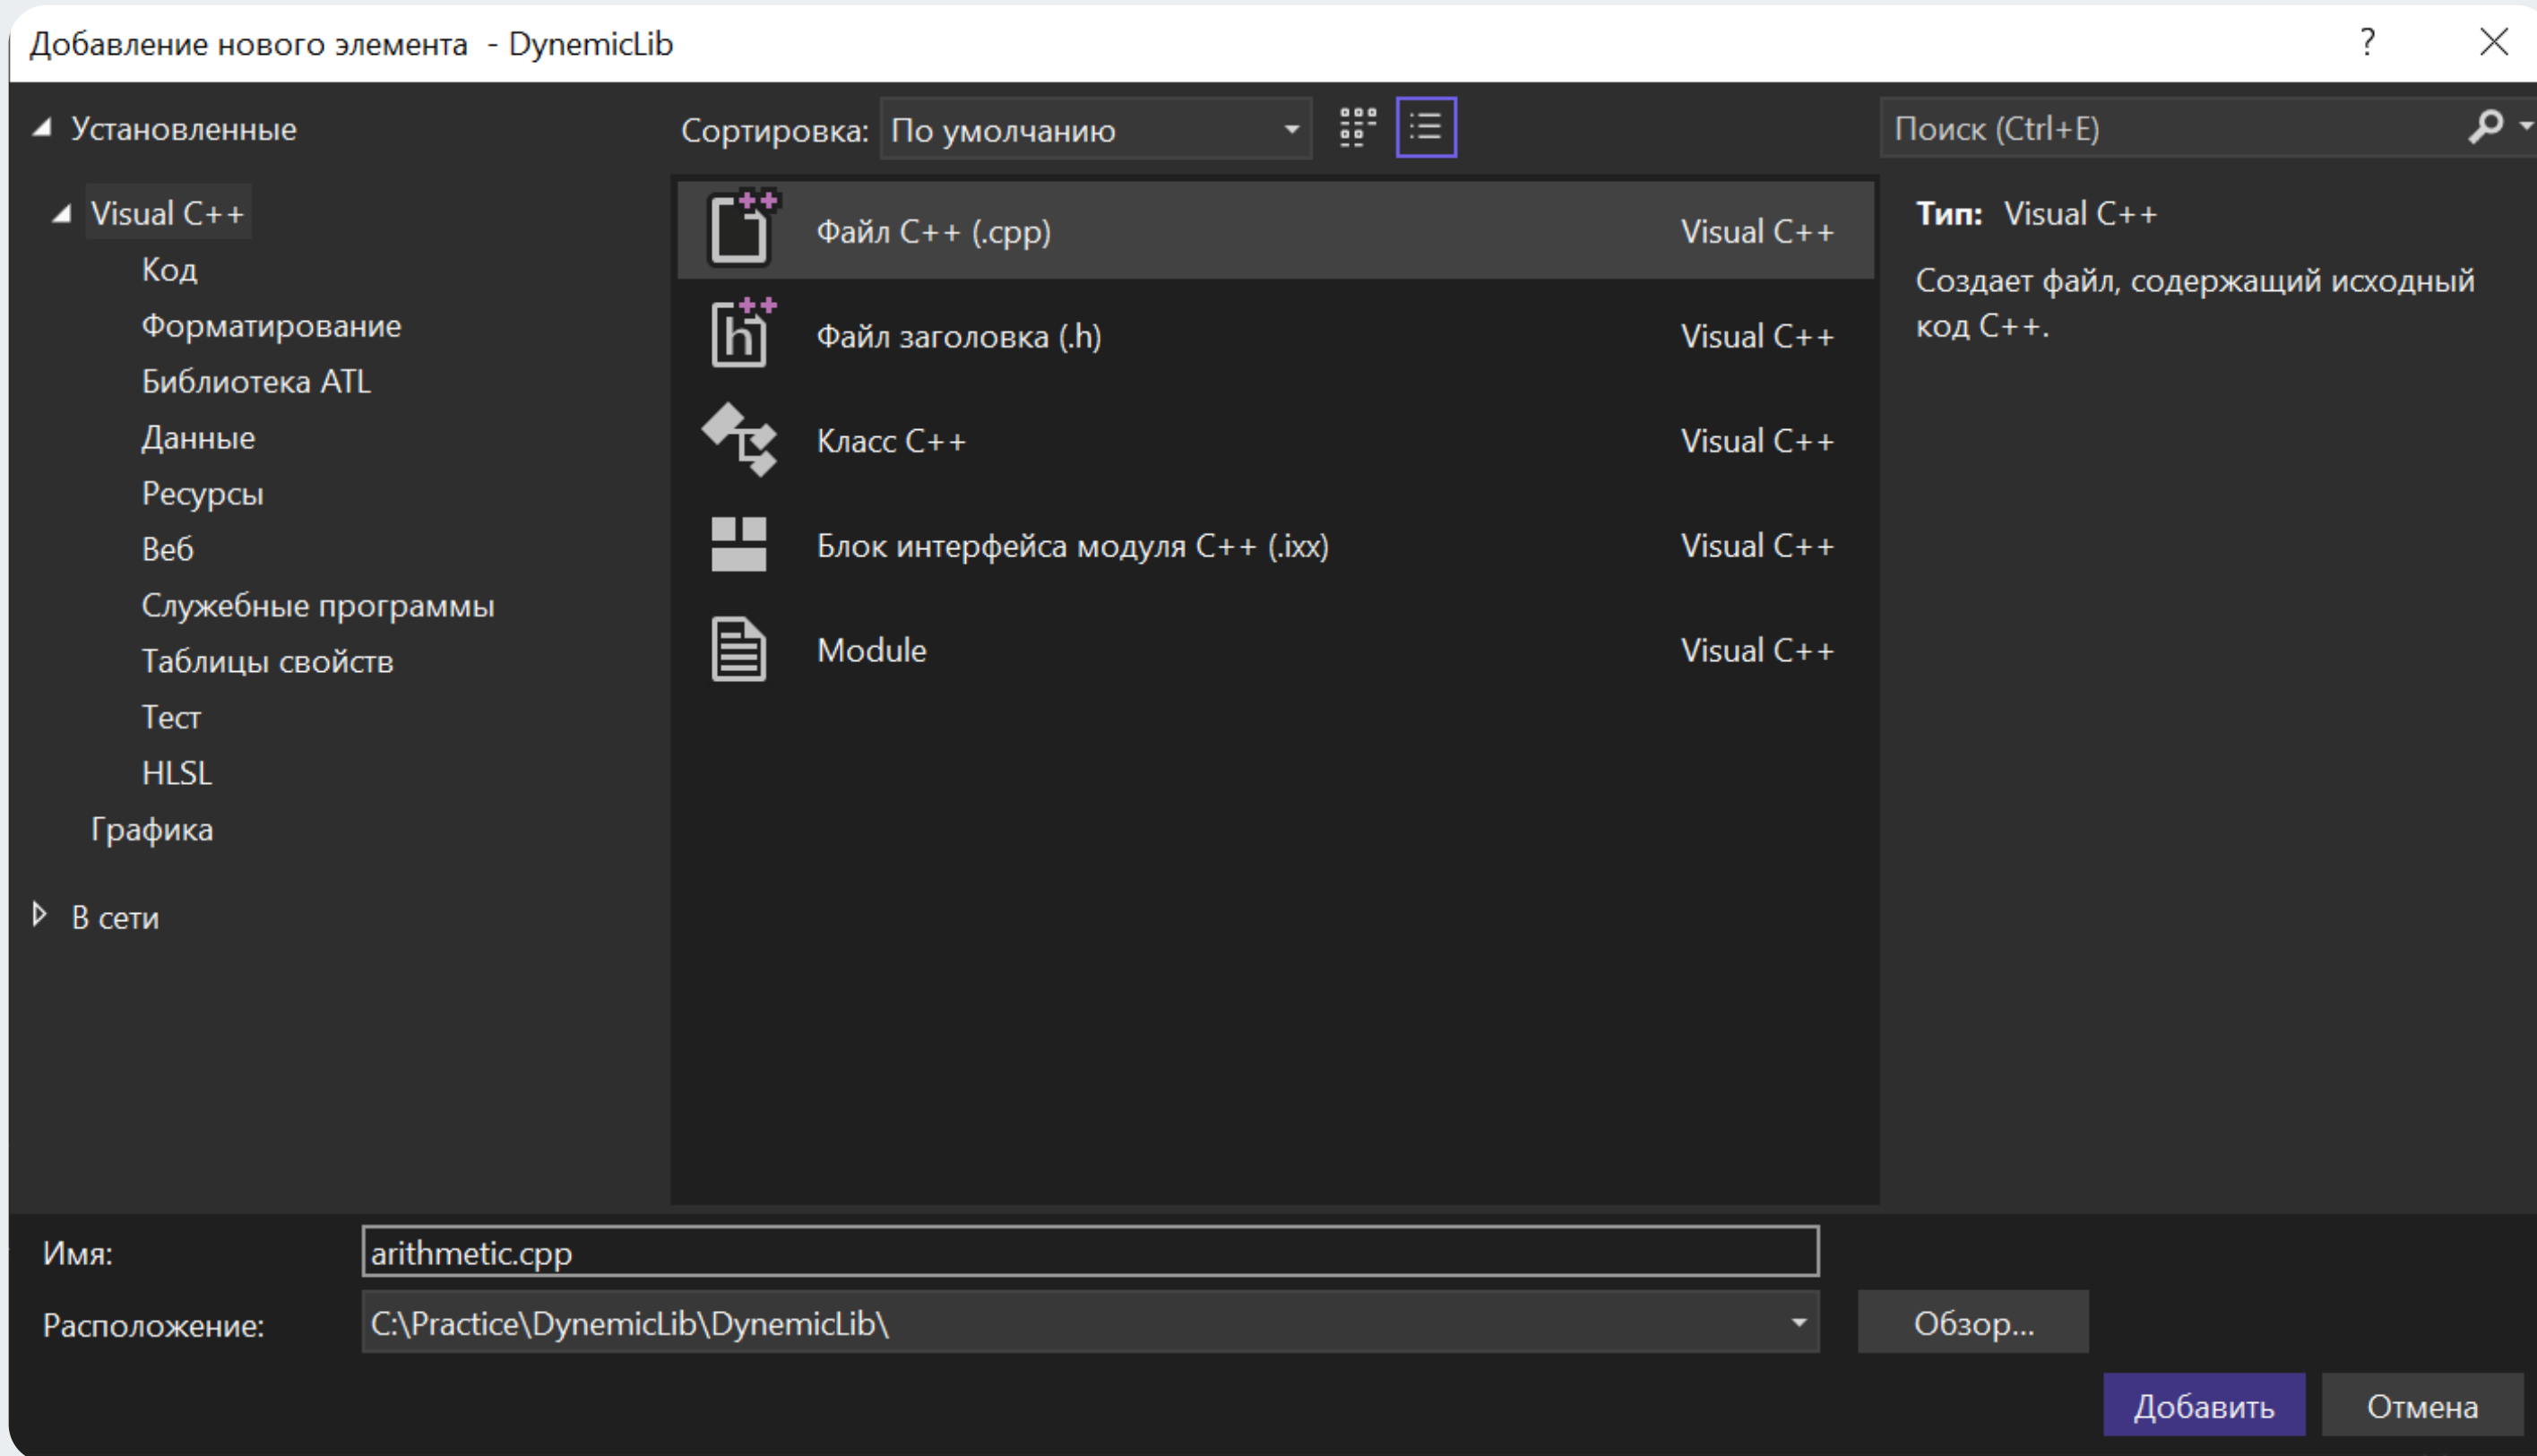 Добавление нового элемента - DynemicLib
?
Установленные
Сортировка: По умолчанию
Поиск (Ctrl+E)
Visual C++
Код
Форматирование
Библиотека ATL
Данные
Ресурсы
Веб
Служебные программы
Таблицы свойств
Тест
HLSL
Графика
В сети
Файл C++ (.cpp) Visual C++
Файл заголовка (.h) Visual C++
Класс C++ Visual C++
Блок интерфейса модуля C++ (.ixx) Visual C++
Module Visual C++
Тип: Visual C++
Создает файл, содержащий исходный
код C++.
Имя: arithmetic.cpp
Расположение: C:\Practice\DynemicLib\DynemicLib\
Обзор...
Добавить Отмена